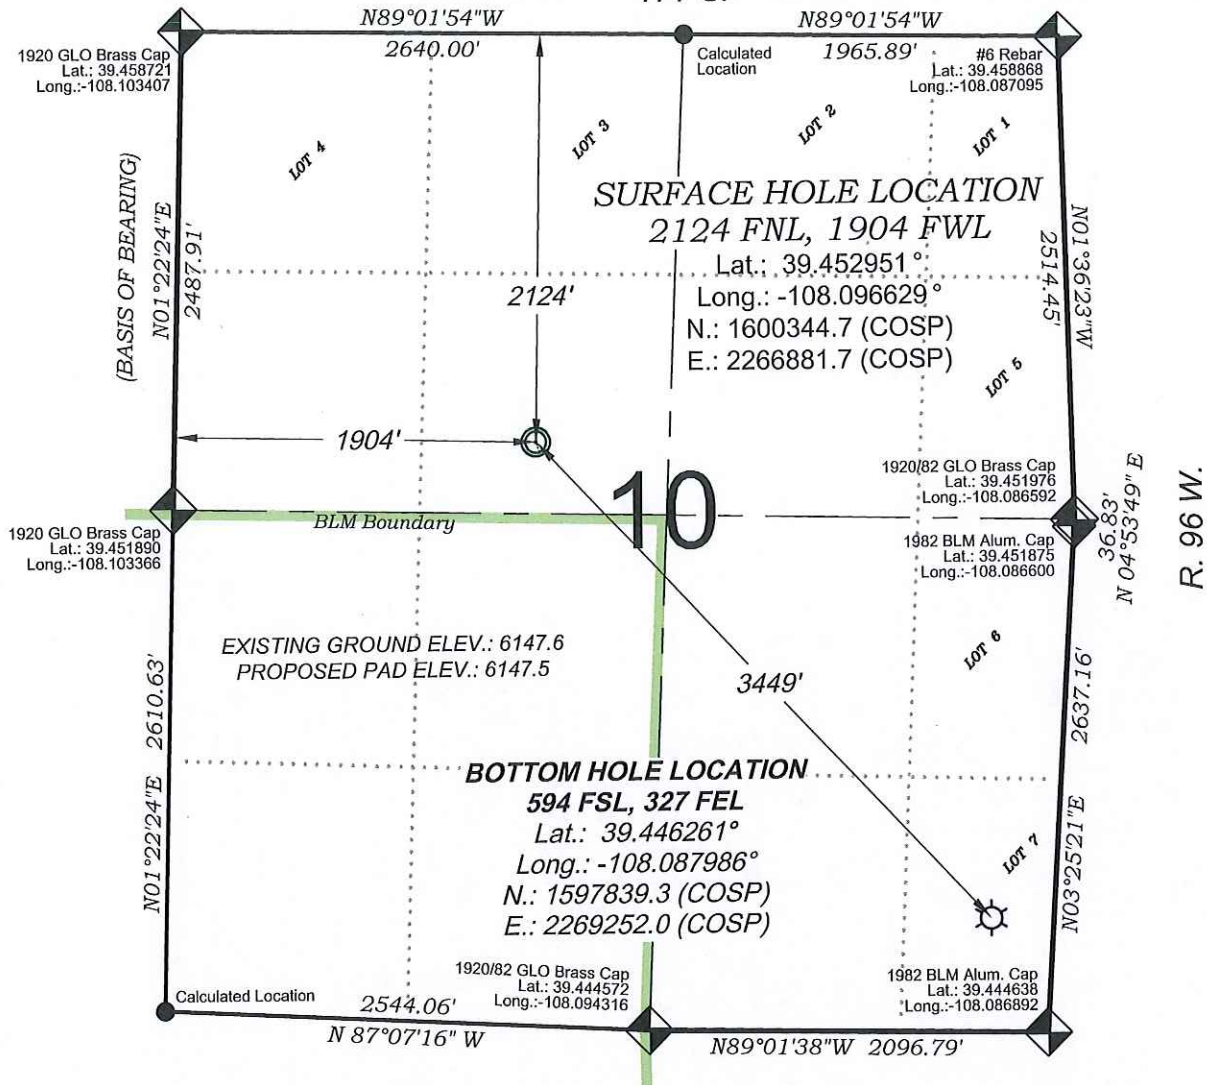 N89°01'54"W
2640.00'
N89°01'54"W
1965.89'
1920 GLO Brass Cap
Lat.: 39.458721
Long.:-108.103407
Calculated
Location
#6 Rebar
Lat.: 39.458868
Long.:-108.087095
LOT 4
LOT 3
LOT 2
LOT 1
(BASIS OF BEARING)
N01°22'24"E
2487.91'
SURFACE HOLE LOCATION
2124 FNL, 1904 FWL
Lat.: 39.452951°
Long.: -108.096629°
N.: 1600344.7 (COSP)
E.: 2266881.7 (COSP)
N01°36'23"W
2514.45'
2124'
LOT 5
1904'
10
1920/82 GLO Brass Cap
Lat.: 39.451976
Long.:-108.086592
BLM Boundary
1920 GLO Brass Cap
Lat.: 39.451890
Long.:-108.103366
1982 BLM Alum. Cap
Lat.: 39.451875
Long.:-108.086600
36.83'
N 04°53'49" E
R. 96 W.
EXISTING GROUND ELEV.: 6147.6
PROPOSED PAD ELEV.: 6147.5
LOT 6
3449'
2610.63'
N01°22'24"E
2637.16'
N03°25'21"E
BOTTOM HOLE LOCATION
594 FSL, 327 FEL
Lat.: 39.446261°
Long.: -108.087986°
N.: 1597839.3 (COSP)
E.: 2269252.0 (COSP)
LOT 7
1920/82 GLO Brass Cap
Lat.: 39.444572
Long.:-108.094316
1982 BLM Alum. Cap
Lat.: 39.444638
Long.:-108.086892
Calculated Location
2544.06'
N 87°07'16" W
N89°01'38"W 2096.79'